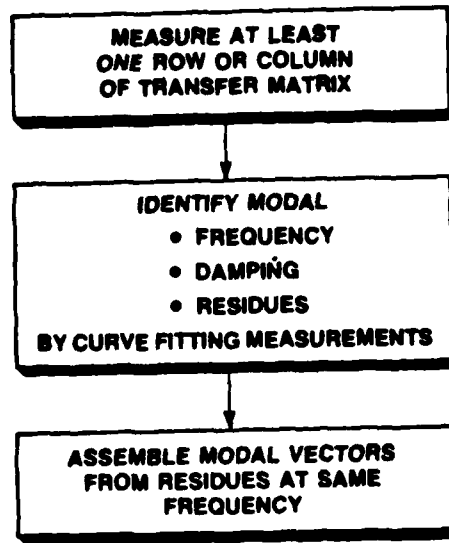 MEASURE AT LEAST
ONE ROW OR COLUMN
OF TRANSFER MATRIX
IDENTIFY MODAL
• FREQUENCY
• DAMPING
• RESIDUES
BY CURVE FITTING MEASUREMENTS
ASSEMBLE MODAL VECTORS
FROM RESIDUES AT SAME
FREQUENCY